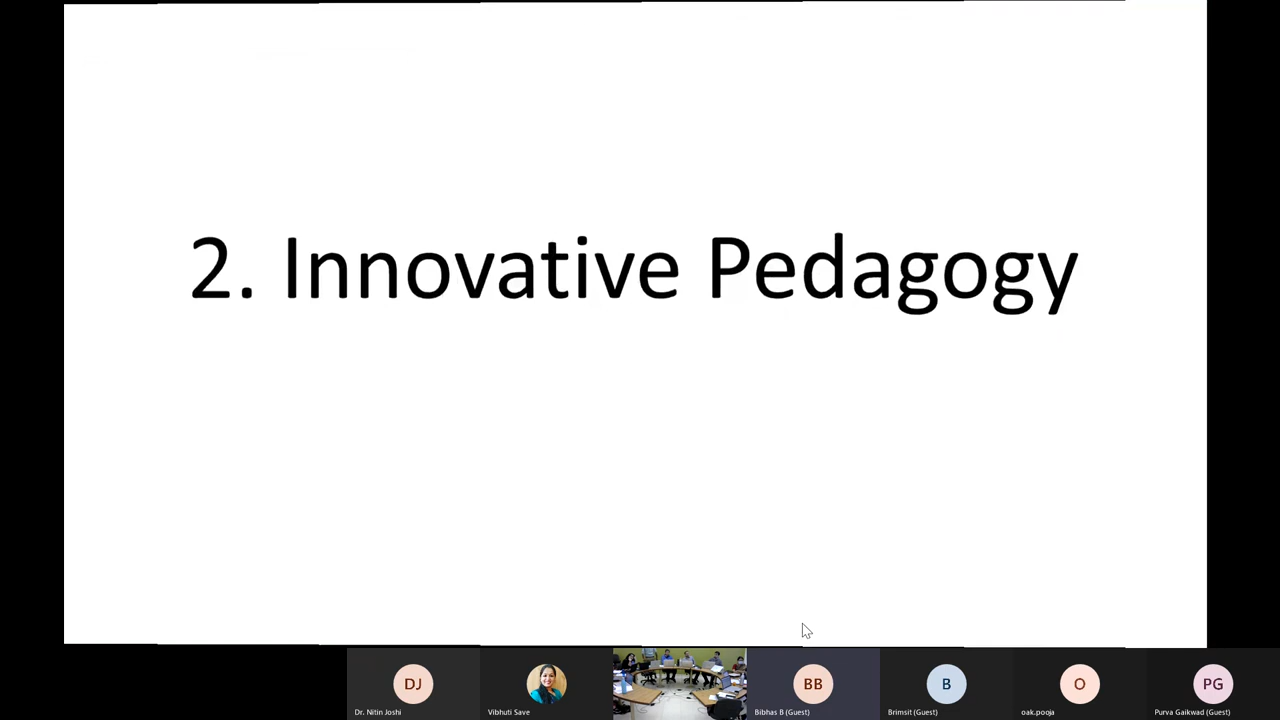 2. Innovative Pedagogy
DJ
BB
B
O
PG
Dr. Nitin Joshi
Vibhuti Save
Bibhas B (Guest)
Brimsit (Guest)
oak.pooja
Purva Gaikwad (Guest)